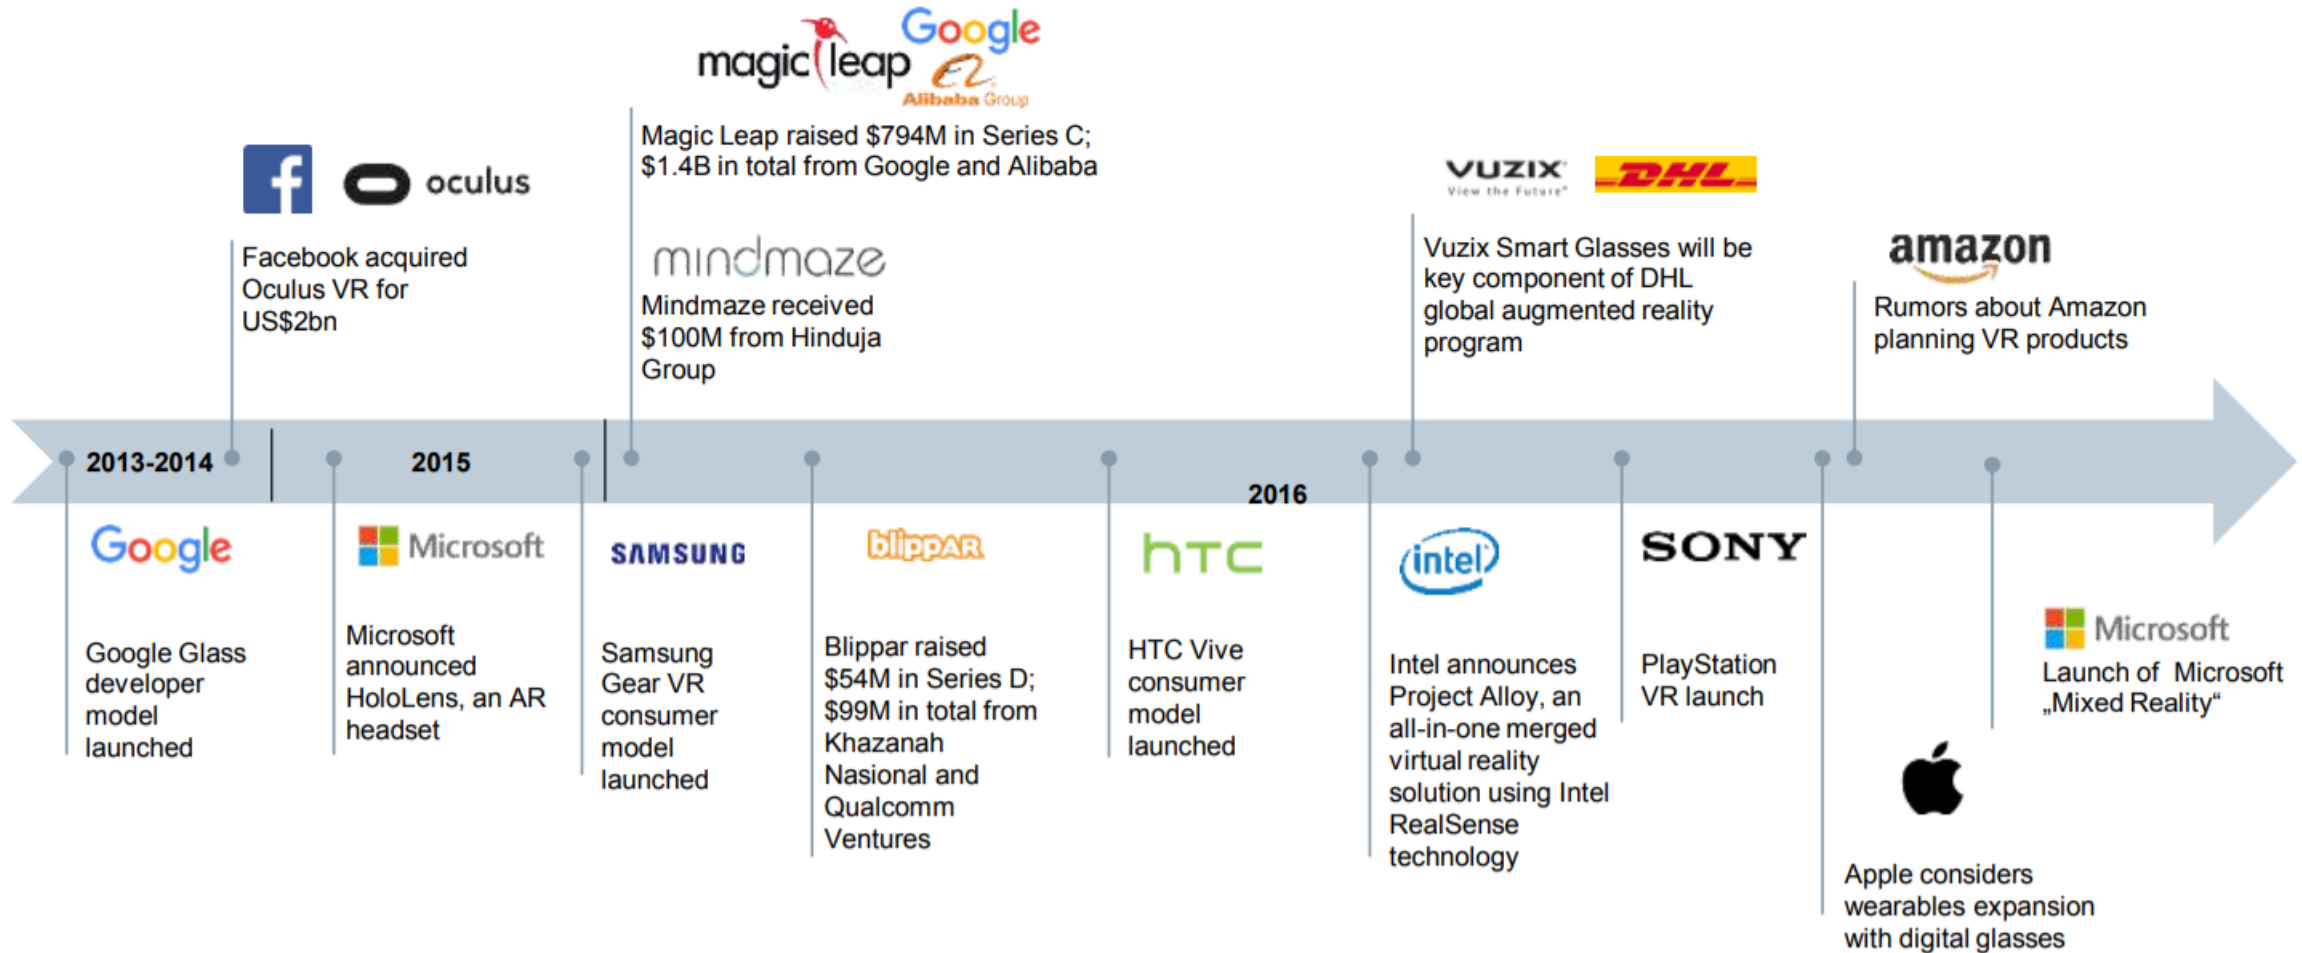 magic leap
Google
Alibaba Group
Magic Leap raised $794M in Series C;
$1.4B in total from Google and Alibaba
f
oculus
Facebook acquired
Oculus VR for
US$2bn
mindmaze
Mindmaze received
$100M from Hinduja
Group
VUZIX
View the Future
DHL
Vuzix Smart Glasses will be
key component of DHL
global augmented reality
program
amazon
Rumors about Amazon
planning VR products
2013-2014
2015
2016
Google
Google Glass
developer
model
launched
Microsoft
Microsoft
announced
HoloLens, an AR
headset
SAMSUNG
Samsung
Gear VR
consumer
model
launched
blippAR
Blippar raised
$54M in Series D;
$99M in total from
Khazanah
Nasional and
Qualcomm
Ventures
hTC
HTC Vive
consumer
model
launched
intel
Intel announces
Project Alloy, an
all-in-one merged
virtual reality
solution using Intel
RealSense
technology
SONY
PlayStation
VR launch
Apple considers
wearables expansion
with digital glasses
Microsoft
Launch of Microsoft
„Mixed Reality“